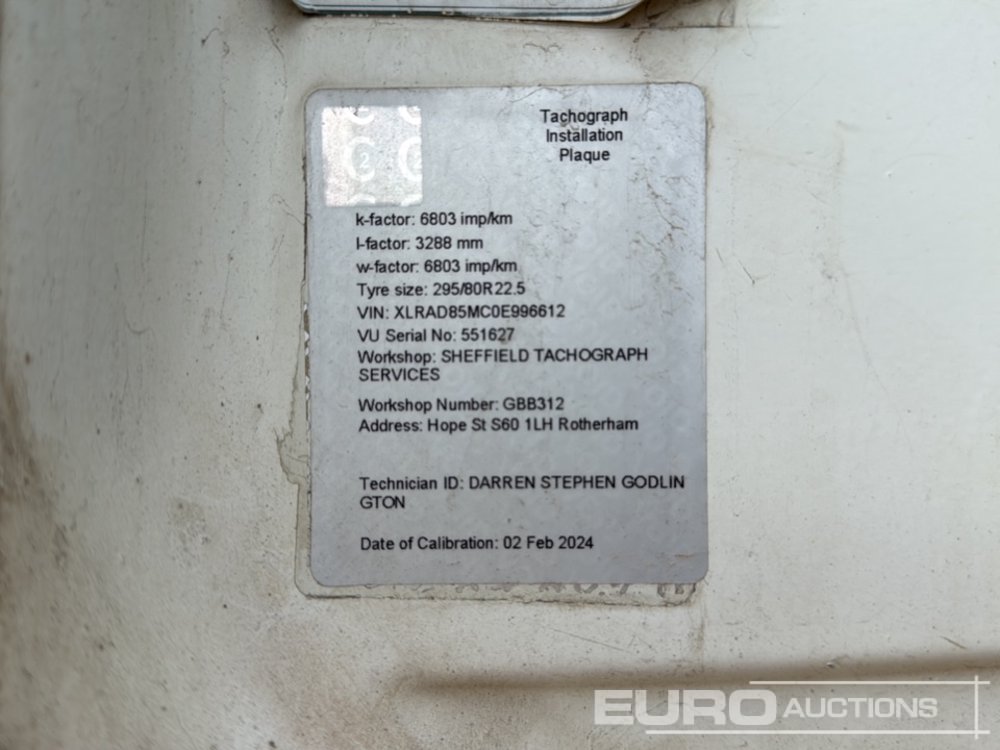 Tachograph
Installation
Plaque
k-factor: 6803 imp/km
l-factor: 3288 mm
w-factor: 6803 imp/km
Tyre size: 295/80R22.5
VIN: XLRAD85MC0E996612
VU Serial No: 551627
Workshop: SHEFFIELD TACHOGRAPH
SERVICES
Workshop Number: GBB312
Address: Hope St S60 1LH Rotherham
Technician ID: DARREN STEPHEN GODLIN
GTON
Date of Calibration: 02 Feb 2024
EURO AUCTIONS